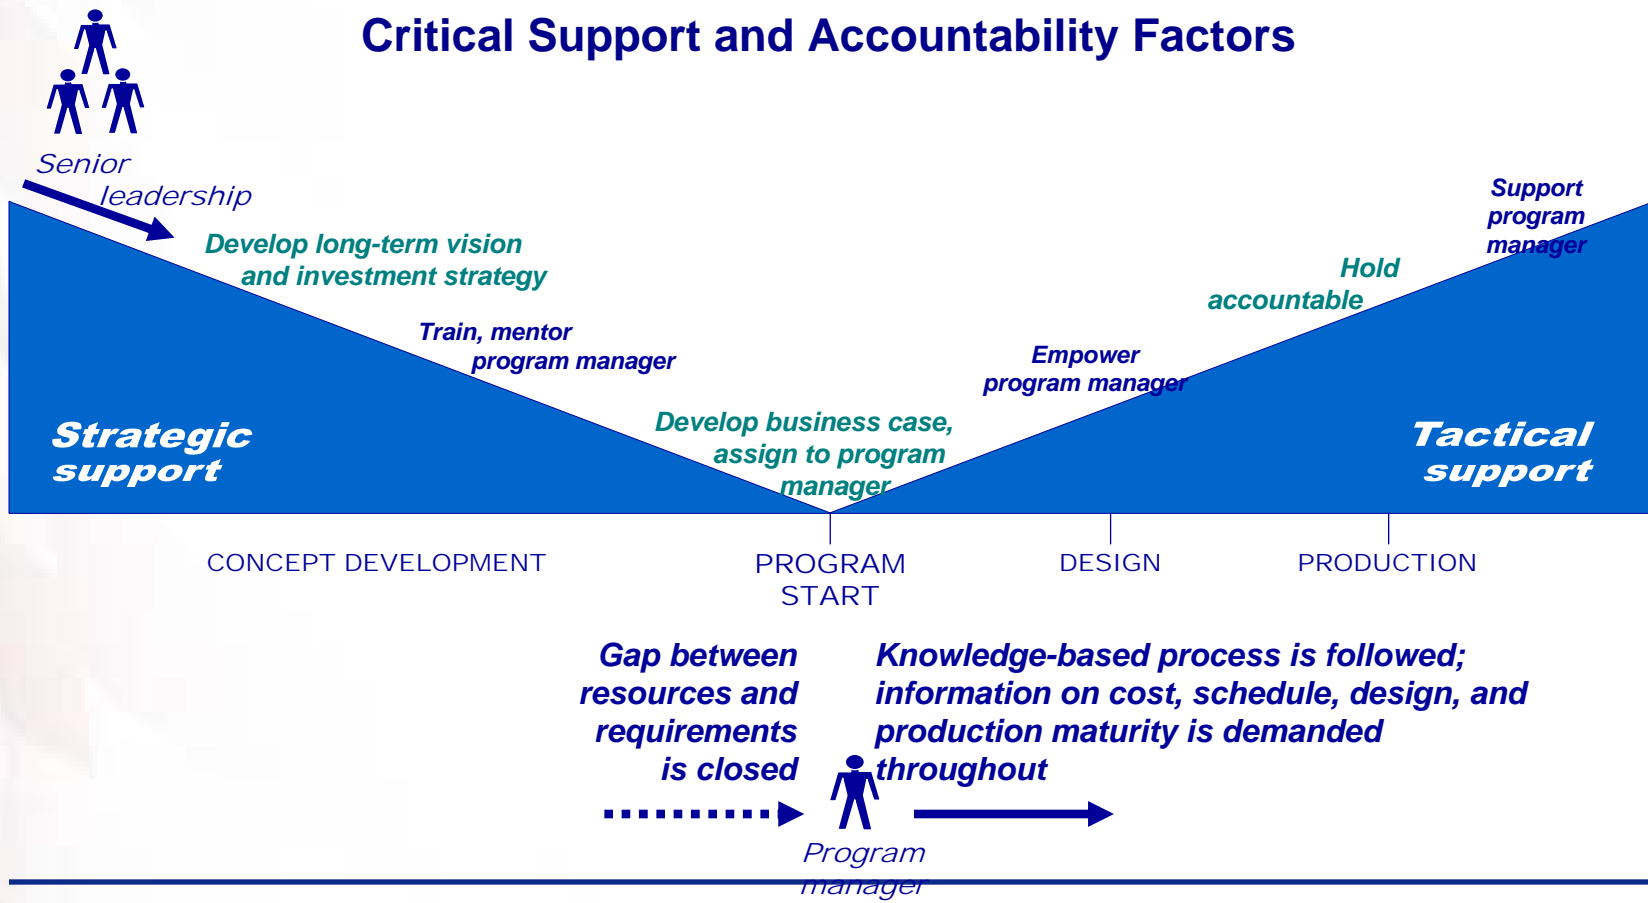 Critical Support and Accountability Factors
Senior
leadership
Develop long-term vision
and investment strategy
Train, mentor
program manager
Develop business case,
assign to program
manager
Empower
program manager
Hold
accountable
Support
program
manager
Strategic
support
Tactical
support
CONCEPT DEVELOPMENT
PROGRAM
START
DESIGN
PRODUCTION
Gap between
resources and
requirements
is closed
Knowledge-based process is followed;
information on cost, schedule, design, and
production maturity is demanded
throughout
Program
manager